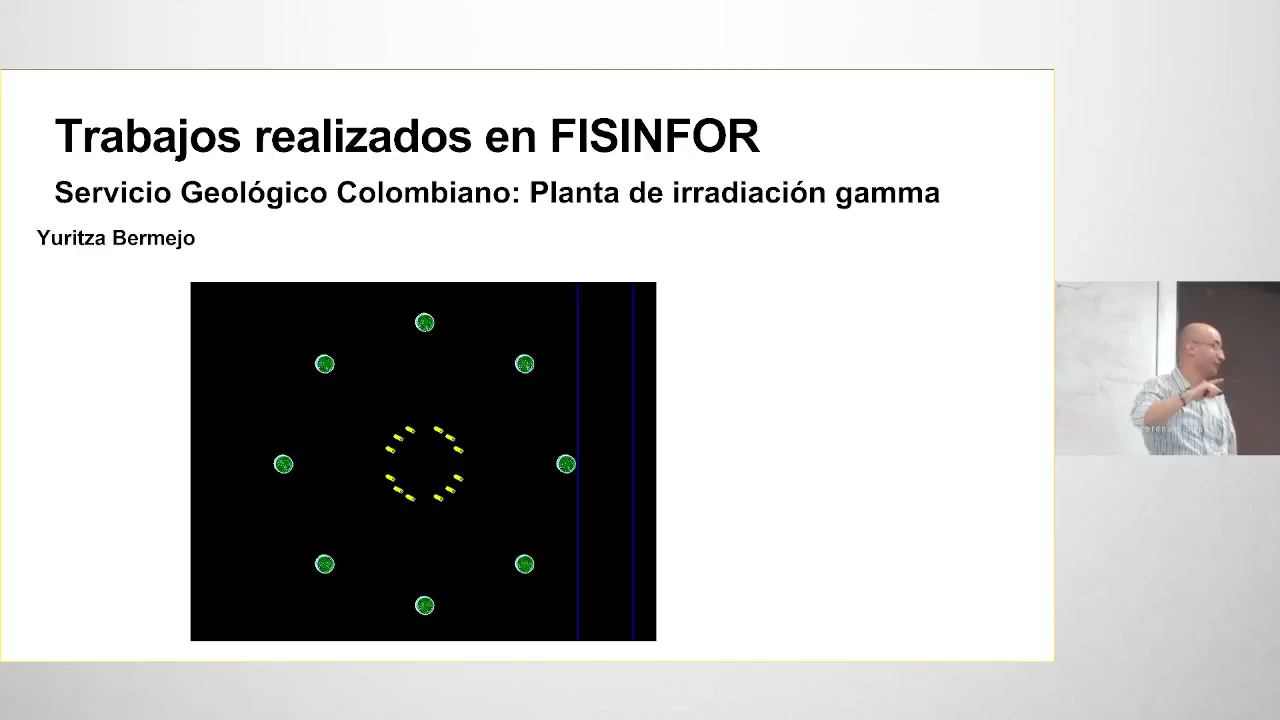 Trabajos realizados en FISINFOR
Servicio Geológico Colombiano: Planta de irradiación gamma
Yuritza Bermejo